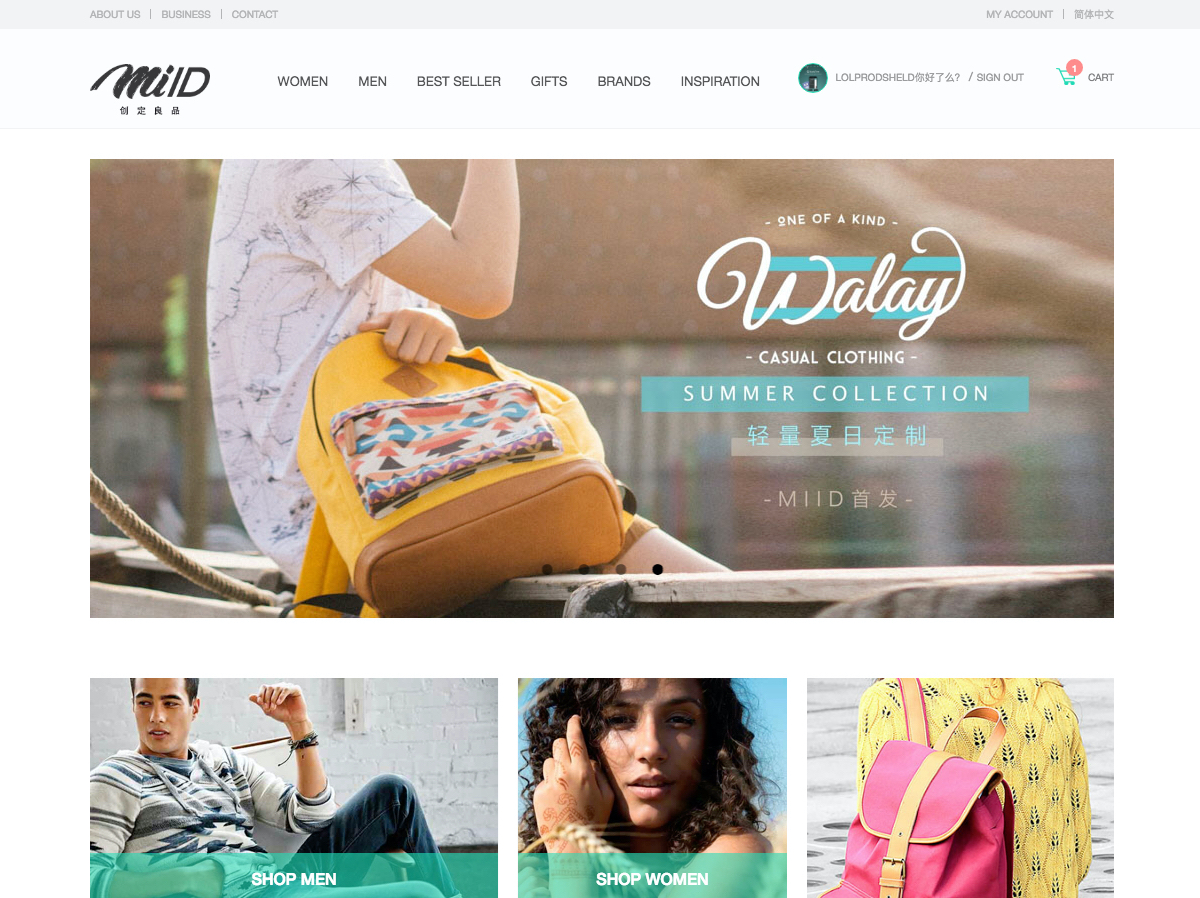 ABOUT US
BUSINESS
CONTACT
MY ACCOUNT
简体中文
miID
创定良品
WOMEN
MEN
BEST SELLER
GIFTS
BRANDS
INSPIRATION
LOLPRODSHELD你好了么? / SIGN OUT
1
CART
- ONE OF A KIND -
Walay
- CASUAL CLOTHING -
SUMMER COLLECTION
轻量夏日定制
-MIID首发-
SHOP MEN
SHOP WOMEN